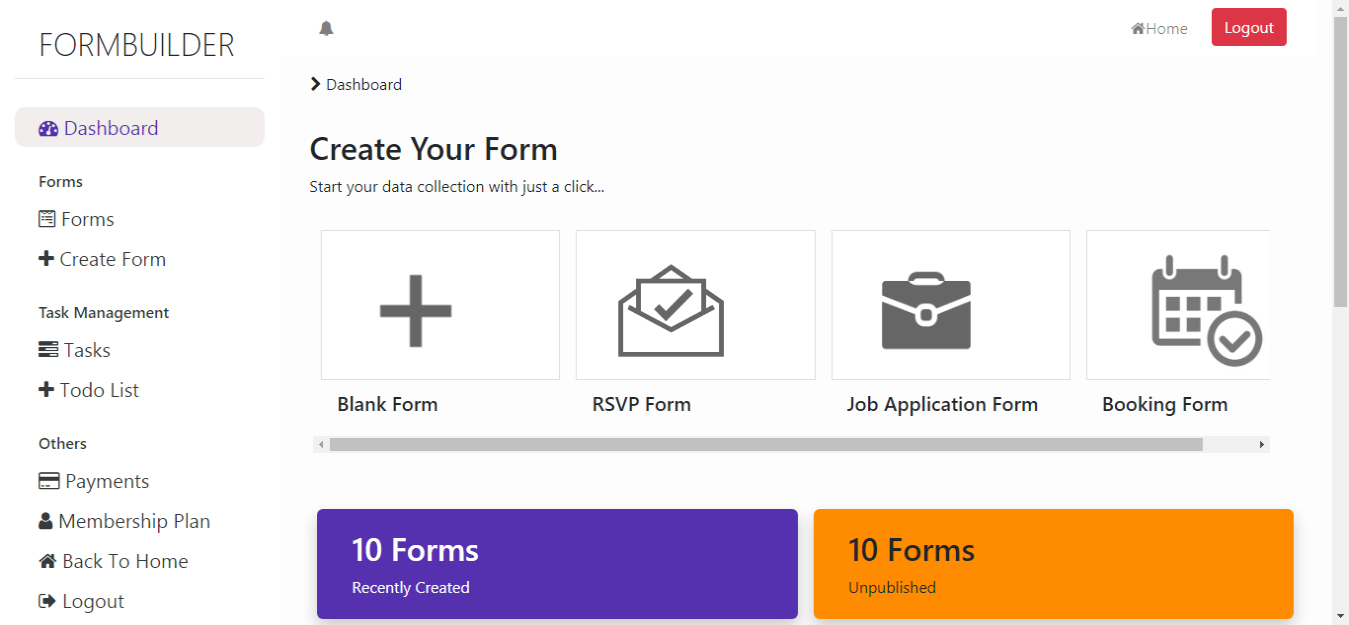 FORMBUILDER
Dashboard
Forms
Forms
Create Form
Task Management
Tasks
Todo List
Others
Payments
Membership Plan
Back To Home
Logout
Home
Logout
Dashboard
Create Your Form
Start your data collection with just a click...
Blank Form
RSVP Form
Job Application Form
Booking Form
10 Forms
Recently Created
10 Forms
Unpublished